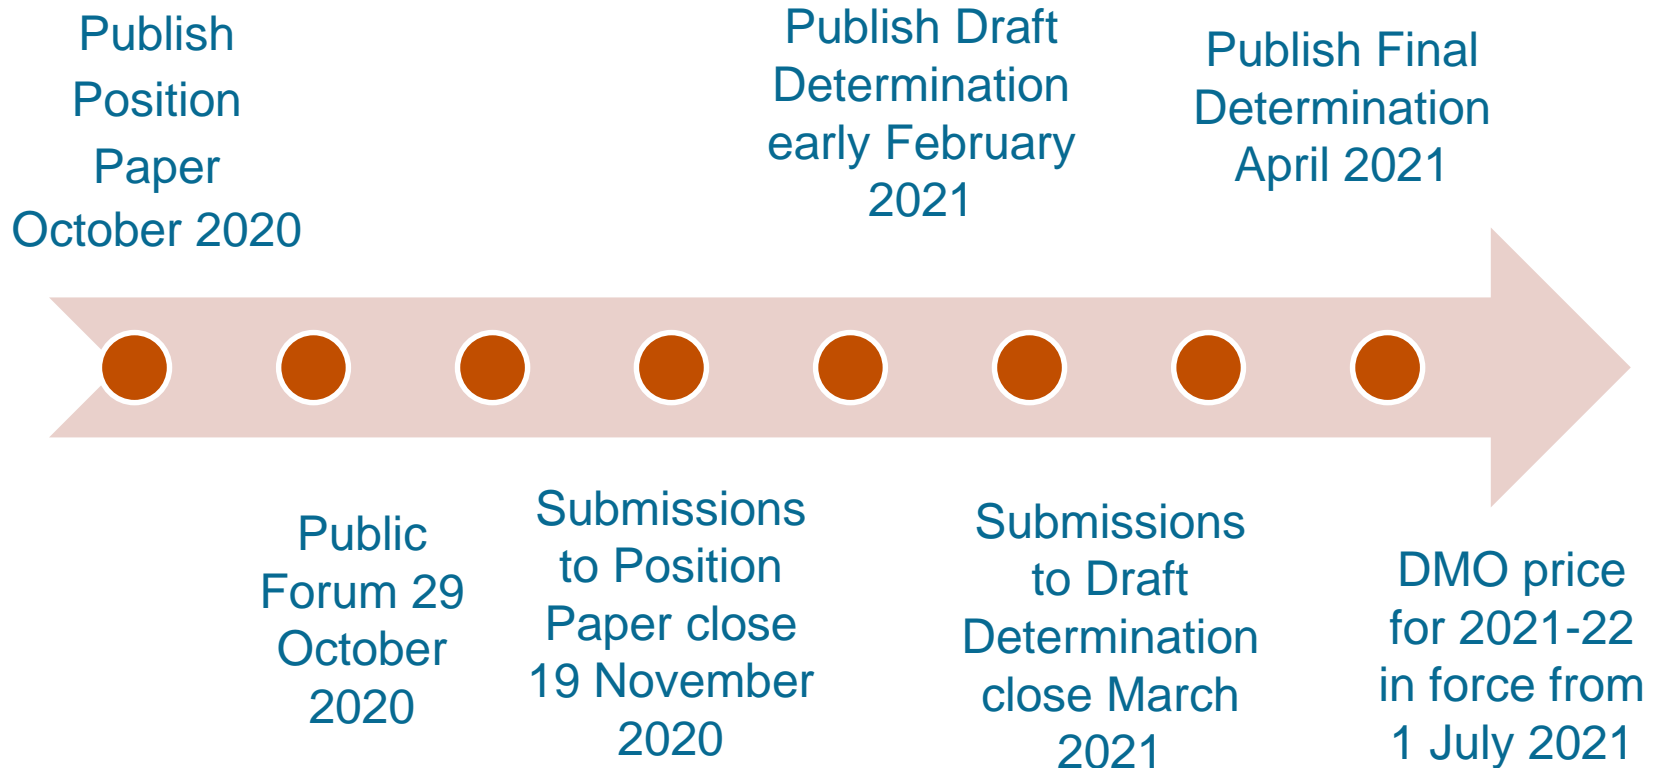 Publish
Position
Paper
October 2020
Public
Forum 29
October
2020
Submissions
to Position
Paper close
19 November
2020
Publish Draft
Determination
early February
2021
Submissions
to Draft
Determination
close March
2021
Publish Final
Determination
April 2021
DMO price
for 2021-22
in force from
1 July 2021